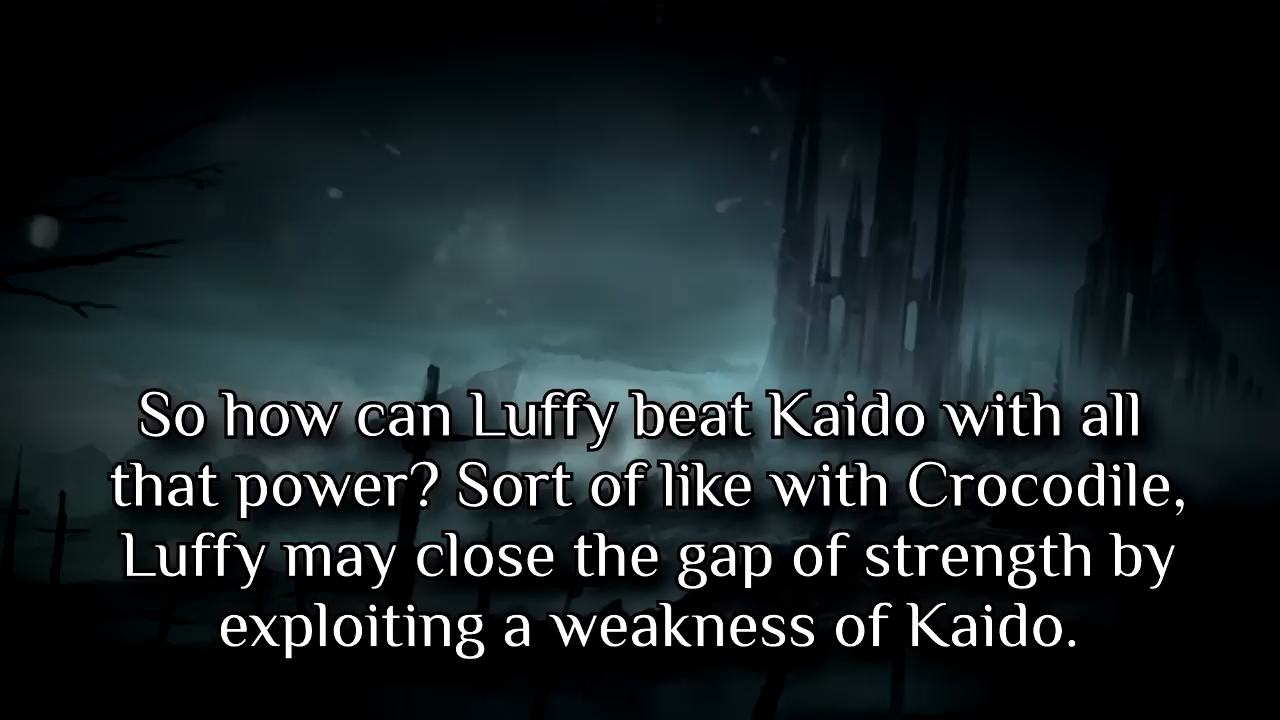 So how can Luffy beat Kaido with all
that power? Sort of like with Crocodile,
Luffy may close the gap of strength by
exploiting a weakness of Kaido.